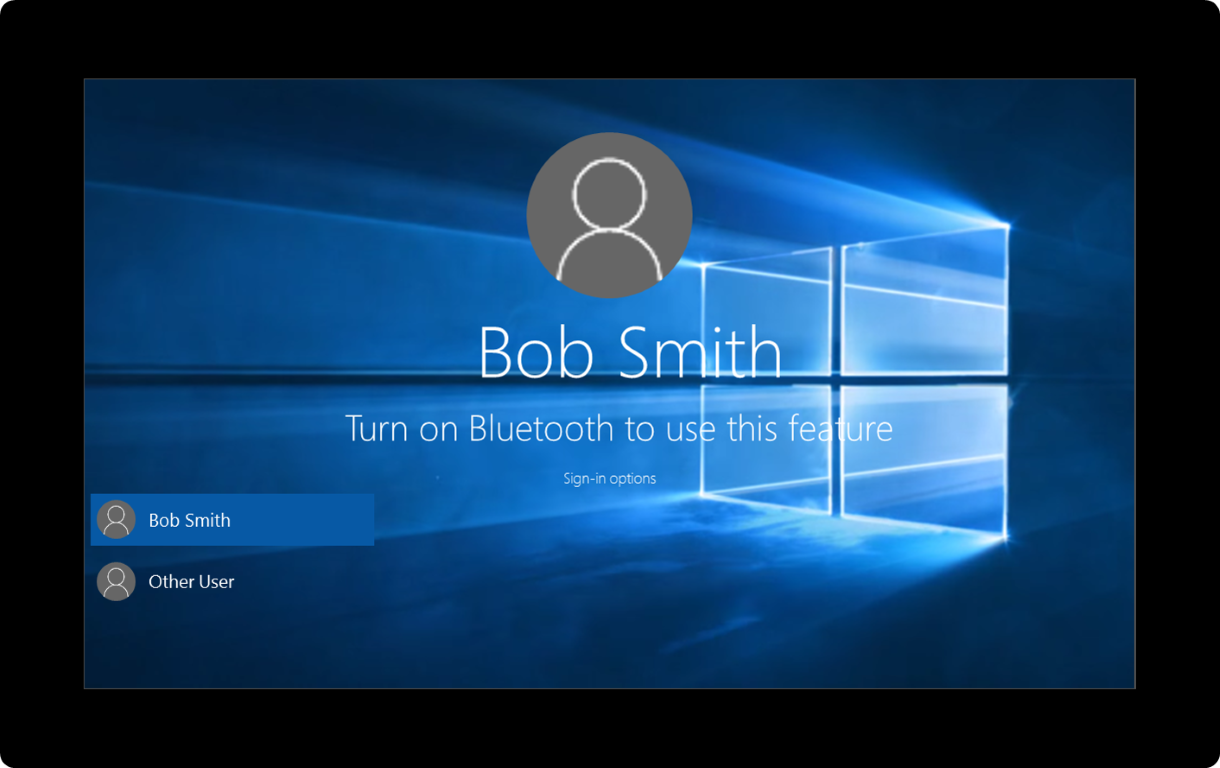 Bob Smith
Turn on Bluetooth to use this feature
Sign-in options
Bob Smith
Other User